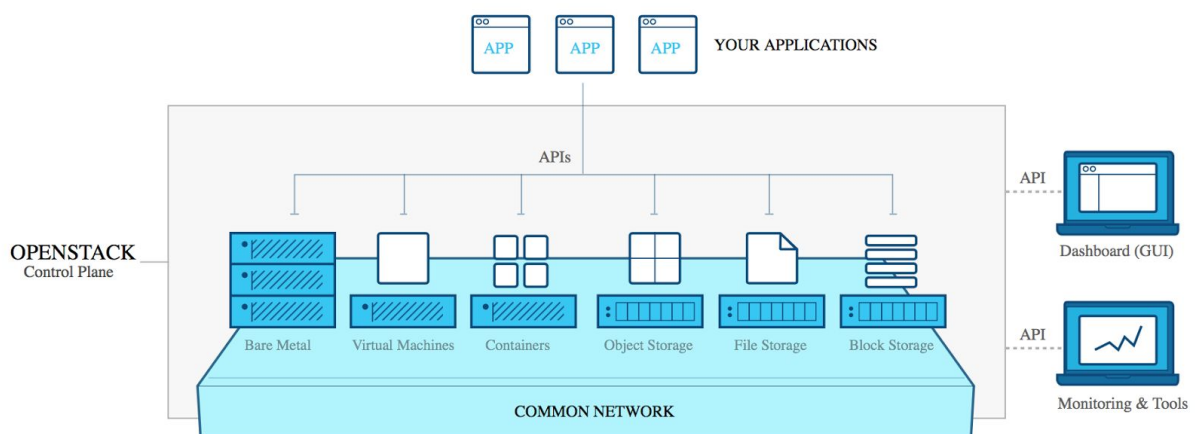 APP APP APP YOUR APPLICATIONS
APIs
API
OPENSTACK
Control Plane
Dashboard (GUI)
Bare Metal Virtual Machines Containers Object Storage File Storage Block Storage
API
Monitoring & Tools
COMMON NETWORK